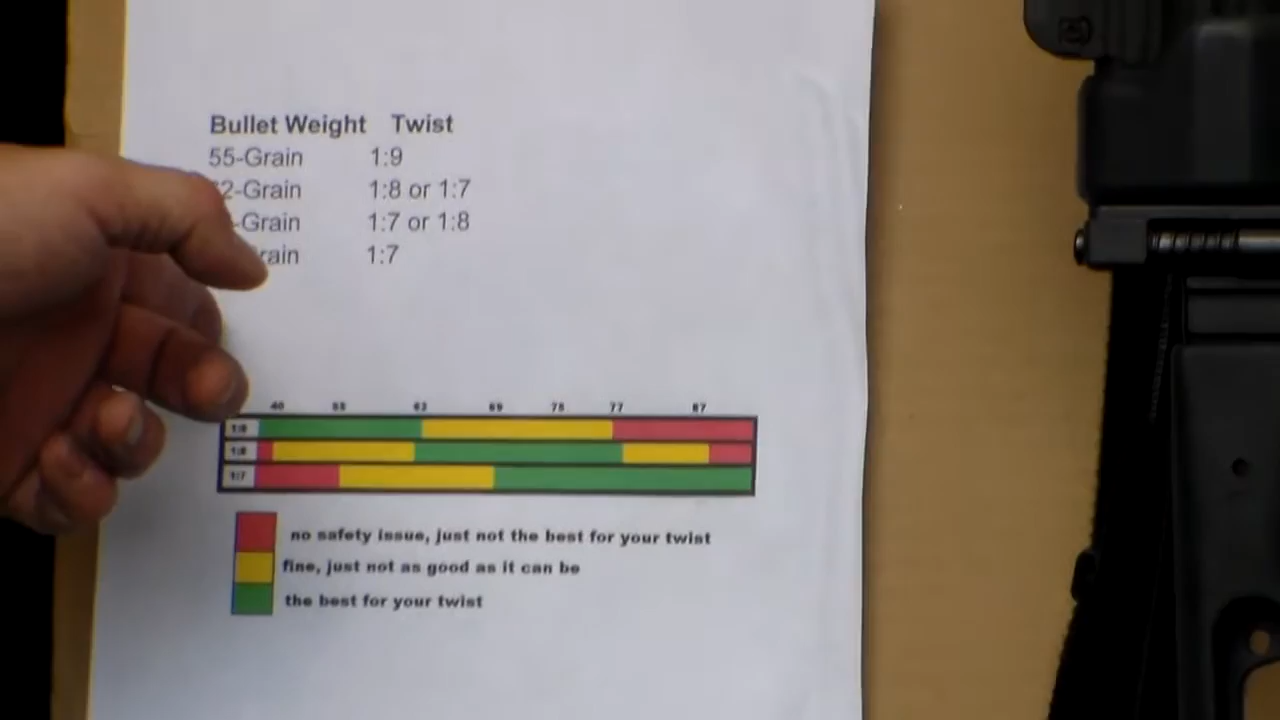 Bullet Weight Twist
55-Grain 1:9
2-Grain 1:8 or 1:7
-Grain 1:7 or 1:8
rain 1:7
40 55 62 69 75 77 87
1:9
1:8
1:7
no safety issue, just not the best for your twist
fine, just not as good as it can be
the best for your twist